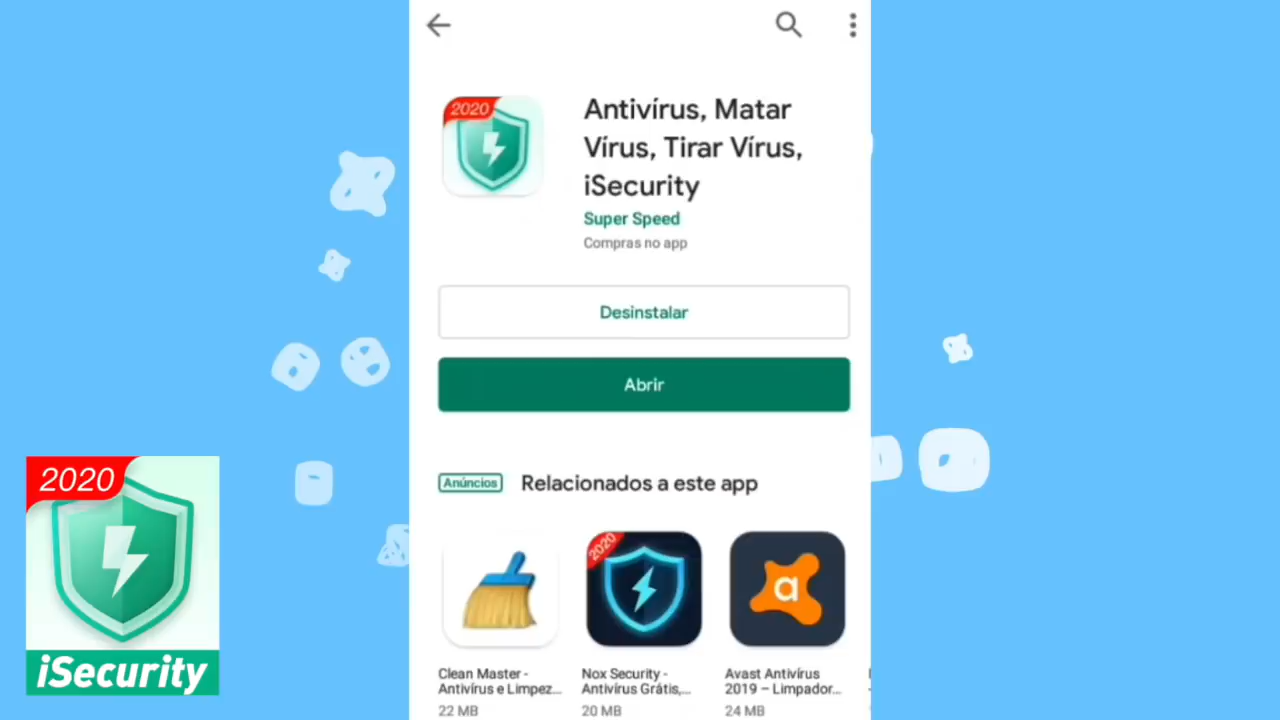 2020
Antivírus, Matar
Vírus, Tirar Vírus,
iSecurity
Super Speed
Compras no app
Desinstalar
Abrir
Anúncios
Relacionados a este app
2020
a
Clean Master -
Antivírus e Limpez...
22 MB
Nox Security -
Antivírus Grátis,...
20 MB
Avast Antivírus
2019 – Limpador...
24 MB
2020
iSecurity